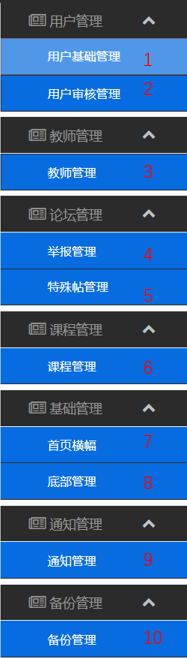 用户管理
用户基础管理 1
用户审核管理 2
教师管理
教师管理 3
论坛管理
举报管理 4
特殊帖管理 5
课程管理
课程管理 6
基础管理
首页横幅 7
底部管理 8
通知管理
通知管理 9
备份管理
备份管理 10